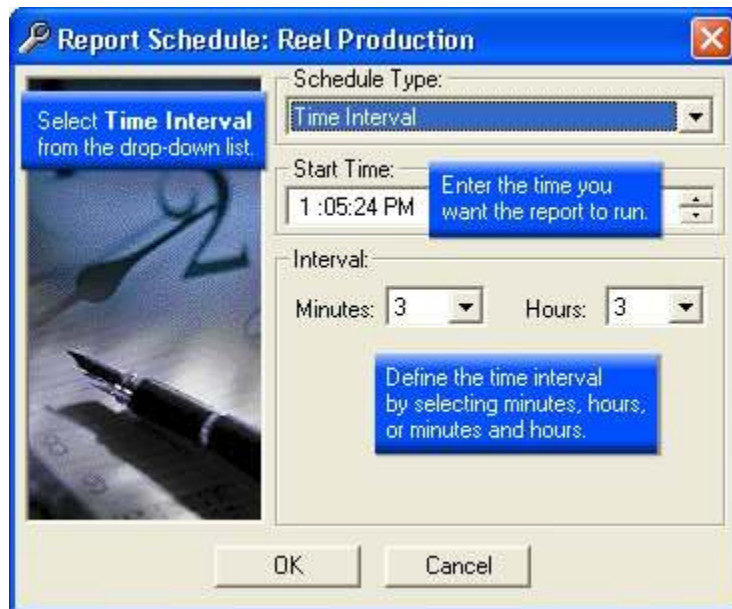 Report Schedule: Reel Production
Select Time Interval
from the drop-down list.
Schedule Type:
Time Interval
Start Time:
1 :05:24 PM
Enter the time you
want the report to run.
Interval:
Minutes: 3 Hours: 3
Define the time interval
by selecting minutes, hours,
or minutes and hours.
OK Cancel